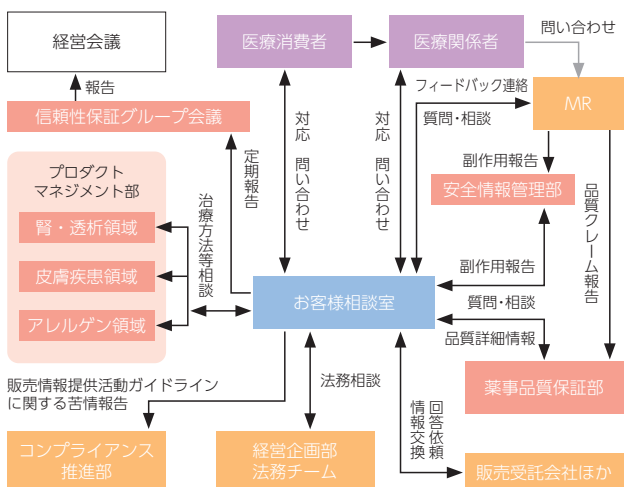 経営会議
医療消費者
医療関係者
問い合わせ
報告
フィードバック連絡
MR
信頼性保証グループ会議
質問・相談
対応 問い合わせ
対応 問い合わせ
定期報告
副作用報告
プロダクト
マネジメント部
安全情報管理部
品質クレーム報告
治療方法等相談
腎・透析領域
皮膚疾患領域
アレルゲン領域
副作用報告
お客様相談室
質問・相談
品質詳細情報
薬事品質保証部
販売情報提供活動ガイドライン
に関する苦情報告
法務相談
回答依頼
情報交換
コンプライアンス
推進部
経営企画部
法務チーム
販売受託会社ほか